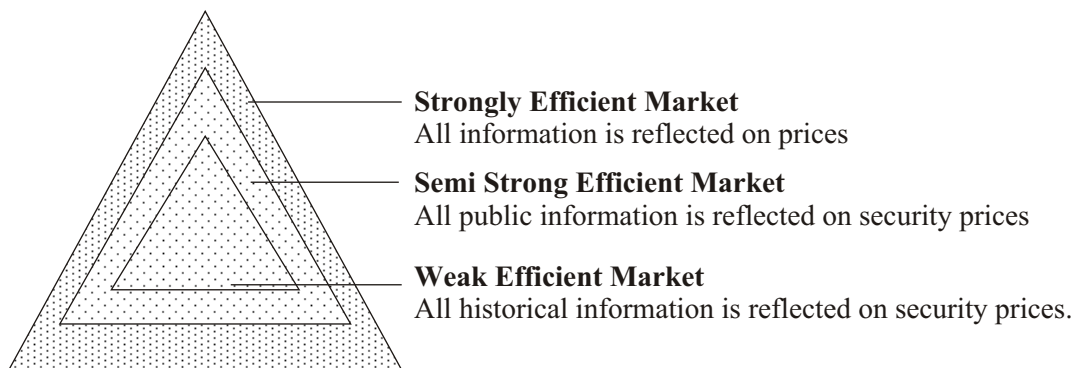 Strongly Efficient Market
All information is reflected on prices
Semi Strong Efficient Market
All public information is reflected on security prices
Weak Efficient Market
All historical information is reflected on security prices.